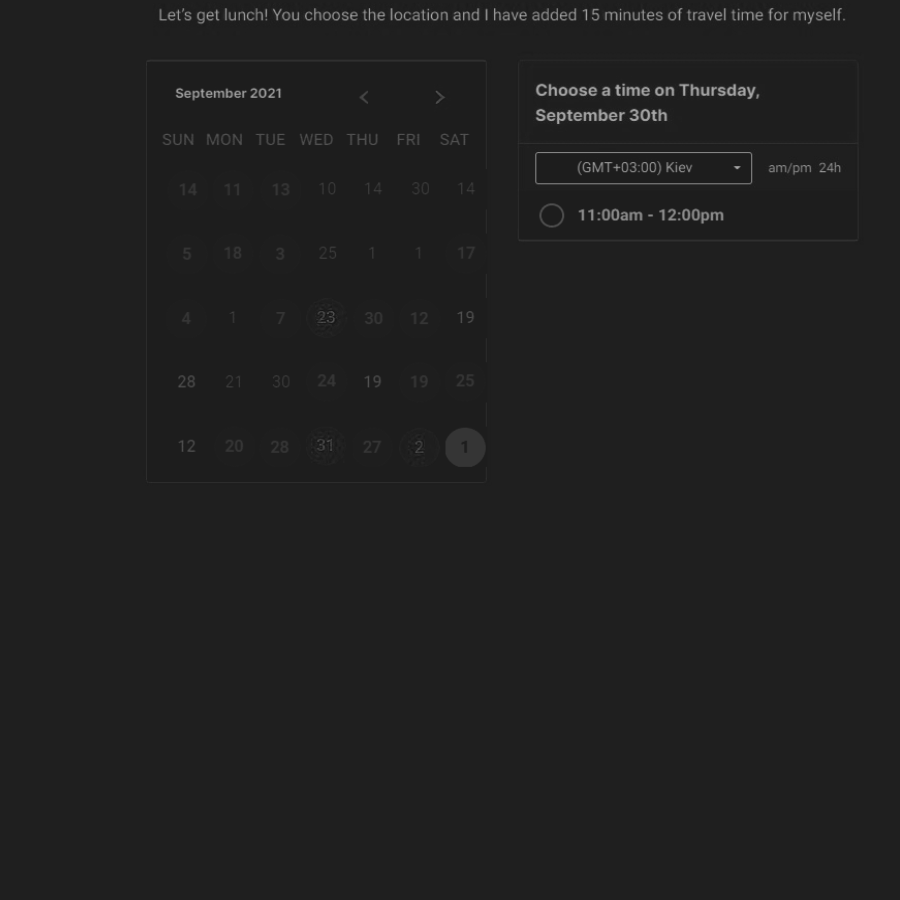 Let's get lunch! You choose the location and I have added 15 minutes of travel time for myself.
September 2021 < >
SUN MON TUE WED THU FRI SAT
14 11 13 10 14 30 14
5 18 3 25 1 1 17
4 1 7 23 30 12 19
28 21 30 24 19 19 25
12 20 28 31 27 2 1
Choose a time on Thursday,
September 30th
(GMT+03:00) Kiev am/pm 24h
11:00am - 12:00pm